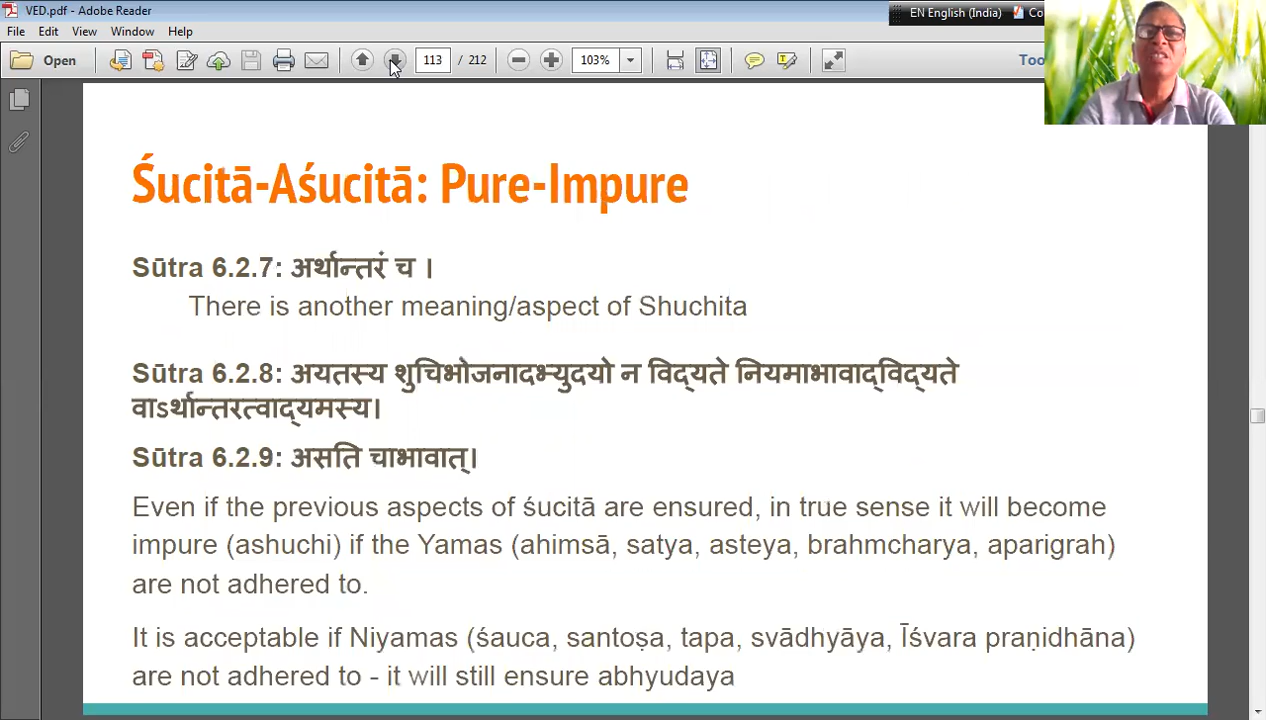 VED.pdf - Adobe Reader
EN English (India)
Co
File Edit View Window Help
Open
113 / 212
103%
Too
Śucitā-Aśucitā: Pure-Impure
Sūtra 6.2.7: अर्थान्तरं च ।
There is another meaning/aspect of Shuchita
Sūtra 6.2.8: अयतस्य शुचिभोजनादभ्युदयो न विद्यते नियमाभावाद्विद्यते
वाऽर्थान्तरत्वाद्यमस्य।
Sūtra 6.2.9: असति चाभावात्।
Even if the previous aspects of śucitā are ensured, in true sense it will become
impure (ashuchi) if the Yamas (ahimsā, satya, asteya, brahmcharya, aparigrah)
are not adhered to.
It is acceptable if Niyamas (śauca, santoṣa, tapa, svādhyāya, Īśvara praṇidhāna)
are not adhered to - it will still ensure abhyudaya